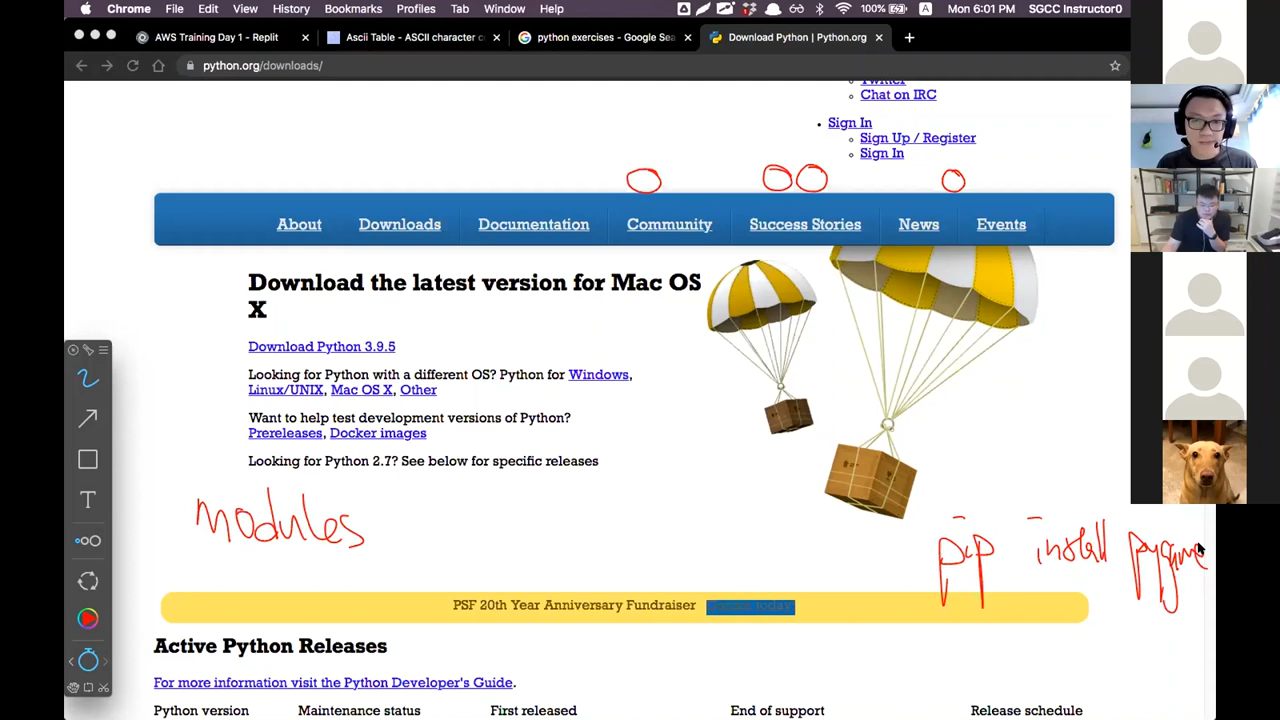 Chrome File Edit View History Bookmarks Profiles Tab Window Help 100% A Mon 6:01 PM SGCC Instructor0
AWS Training Day 1 - Replit Ascii Table - ASCII character c python exercises - Google Sea Download Python | Python.org
python.org/downloads/
Twitter
Chat on IRC
Sign In
Sign Up / Register
Sign In
About Downloads Documentation Community Success Stories News Events
Download the latest version for Mac OS
X
Download Python 3.9.5
Looking for Python with a different OS? Python for Windows,
Linux/UNIX, Mac OS X, Other
Want to help test development versions of Python?
Prereleases, Docker images
Looking for Python 2.7? See below for specific releases
modules
pip install pygame
T
PSF 20th Year Anniversary Fundraiser
Active Python Releases
For more information visit the Python Developer's Guide.
Python version Maintenance status First released End of support Release schedule